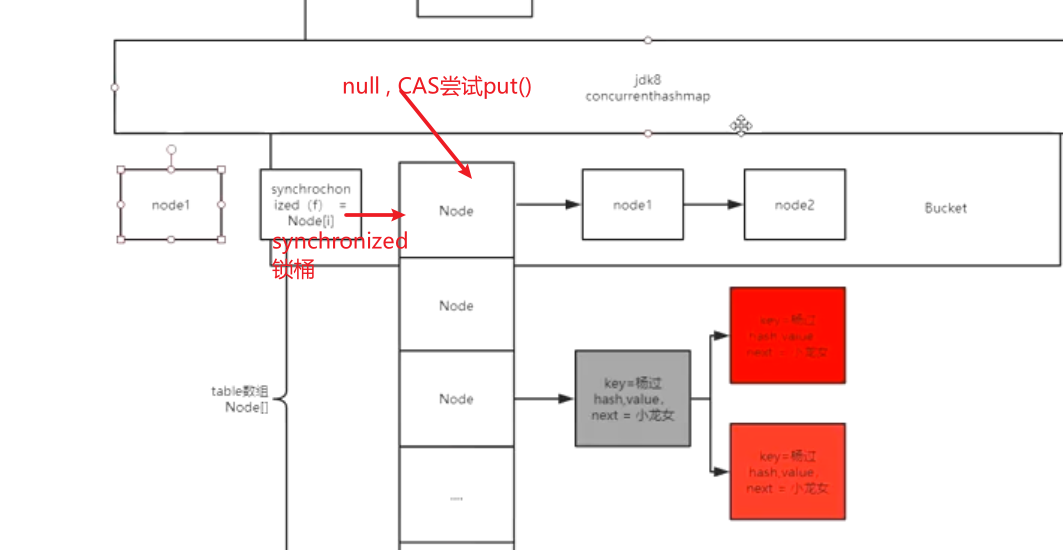 null , CAS尝试put()
jdk8
concurrenthashmap
node1
synchrochon
ized（f） =
Node[i]
synchronized
锁桶
Node
node1
node2
Bucket
Node
table数组
Node[]
Node
key=杨过
hash,value,
next = 小龙女
key=杨过
hash,value,
next = 小龙女
key=杨过
hash,value,
next = 小龙女
....